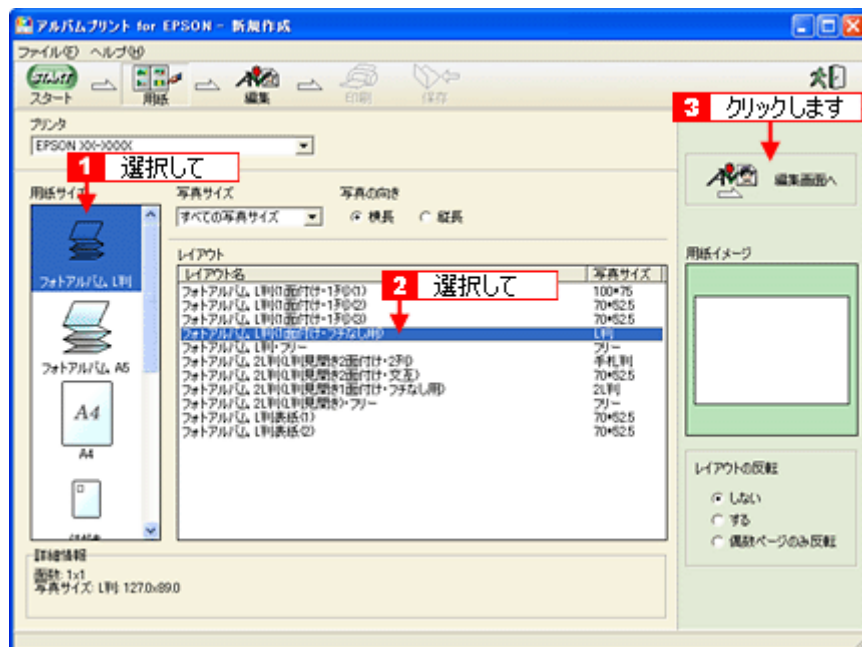 アルバムプリント for EPSON - 新規作成
ファイル(F) ヘルプ(H)
スタート
用紙
編集
印刷
保存
3 クリックします
プリンタ
EPSON XX-XXXX
1 選択して
編集画面へ
用紙サイズ
写真サイズ
写真の向き
すべての写真サイズ
横長
縦長
フォトアルバム L判
フォトアルバム A5
A4
A4
レイアウト
レイアウト名 写真サイズ
2 選択して
フォトアルバム L判(1面付け・1列)(1) 100*75
フォトアルバム L判(1面付け・1列)(2) 70*52.5
フォトアルバム L判(1面付け・1列)(3) 70*52.5
フォトアルバム L判(1面付け・フチなし用) L判
フォトアルバム L判・フリー フリー
フォトアルバム 2L判(L判見開き2面付け・2列) 手札判
フォトアルバム 2L判(L判見開き2面付け・交互) 70*52.5
フォトアルバム 2L判(L判見開き1面付け・フチなし用) 2L判
フォトアルバム 2L判(L判見開き)・フリー フリー
フォトアルバム L判表紙(1) 70*52.5
フォトアルバム L判表紙(2) 70*52.5
用紙イメージ
レイアウトの反転
しない
する
偶数ページのみ反転
詳細情報
面数: 1x1
写真サイズ: L判: 127.0x89.0